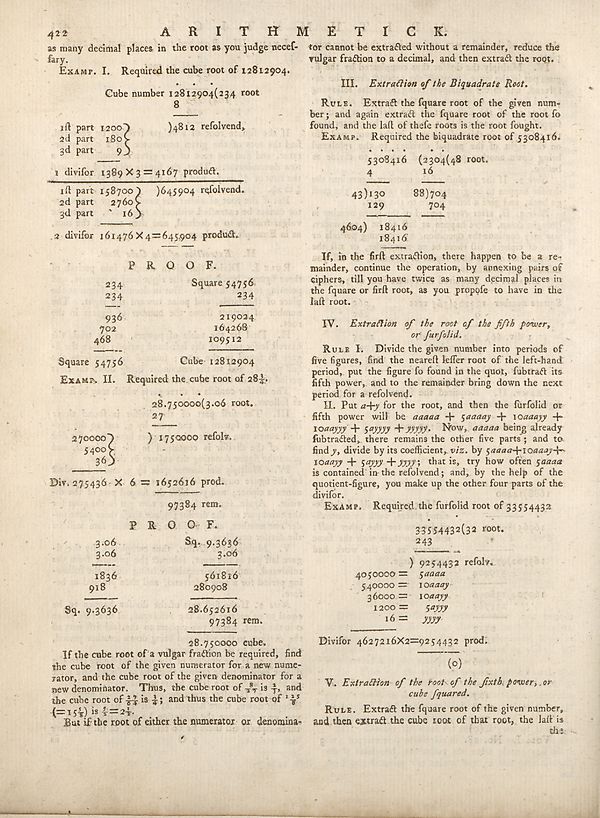 422 ARITHMETICK.
as many decimal places in the root as you judge neceſ-
ſary.
EXAMP. I. Required the cube root of 12812904.
Cube number 12812904(234 root
8
1ſt part 1200 )4812 reſolvend,
2d part 180
3d part 9
1 diviſor 1389 X 3 = 4167 product.
1ſt part 158700 )645904 reſolvend.
2d part 2760
3d part 16
2 diviſor 161476 X 4=645904 product.
PROOF.
234 Square 54756
234 234
936 219024
702 164268
468 109512
Square 54756 Cube 12812904
EXAMP. II. Required the cube root of 28¾.
28.750000(3.06 root.
27
270000 ) 1750000 reſolv.
5400
36
Div. 275436 X 6 = 1652616 prod.
97384 rem.
PROOF.
3.06 Sq. 9.3636
3.06 3.06
1836 561816
918 280908
Sq. 9.3636 28.652616
97384 rem.
28.750000 cube.
If the cube root of a vulgar fraction be required, find
the cube root of the given numerator for a new nume-
rator, and the cube root of the given denominator for a
new denominator. Thus, the cube root of 8/27 is ⅔, and
the cube root of 27/64 is ¾; and thus the cube root of 125/8
(=15⅝) is 5/2=2½.
But if the root of either the numerator or denomina-
tor cannot be extracted without a remainder, reduce the
vulgar fraction to a decimal, and then extract the root.
III. Extraction of the Biquadrate Root.
RULE. Extract the ſquare root of the given num-
ber; and again extract the ſquare root of the root ſo
found, and the laſt of theſe roots is the root ſought.
EXAMP. Required the biquadrate root of 5308416.
5308416 (2304(48 root.
4 16
43)130 88)704
129 704
4604) 18416
18416
If, in the firſt extraction, there happen to be a re-
mainder, continue the operation, by annexing pairs of
ciphers, till you have twice as many decimal places in
the ſquare or firſt root, as you propoſe to have in the
laſt root.
IV. Extraction of the root of the fifth power,
or ſurſolid.
RULE I. Divide the given number into periods of
five figures, find the neareſt leſſer root of the left-hand
period, put the figure ſo found in the quot, ſubtract its
fifth power, and to the remainder bring down the next
period for a reſolvend.
II. Put a+y for the root, and then the ſurſolid or
fifth power will be aaaaa + 5aaaay + 10aaayy +
10aayyy + 5ayyyy + yyyyy. Now, aaaaa being already
ſubtracted, there remains the other five parts; and to
find y, divide by its coefficient, viz. by 5aaaa+10aaay+
10aayy + 5ayyy + yyyy; that is, try how often 5aaaa
is contained in the reſolvend; and, by the help of the
quotient-figure, you make up the other four parts of the
diviſor.
EXAMP. Required the ſurſolid root of 33554432
33554432(32 root.
243
) 9254432 reſolv.
4050000 = 5aaaa
540000 = 10aaay
36000 = 10aayy
1200 = 5ayyy
16 = yyyy
Diviſor 4627216X2=9254432 prod.
(0)
V. Extraction of the root of the ſixth power, or
cube ſquared.
RULE. Extract the ſquare root of the given number,
and then extract the cube root of that root, the laſt is
the